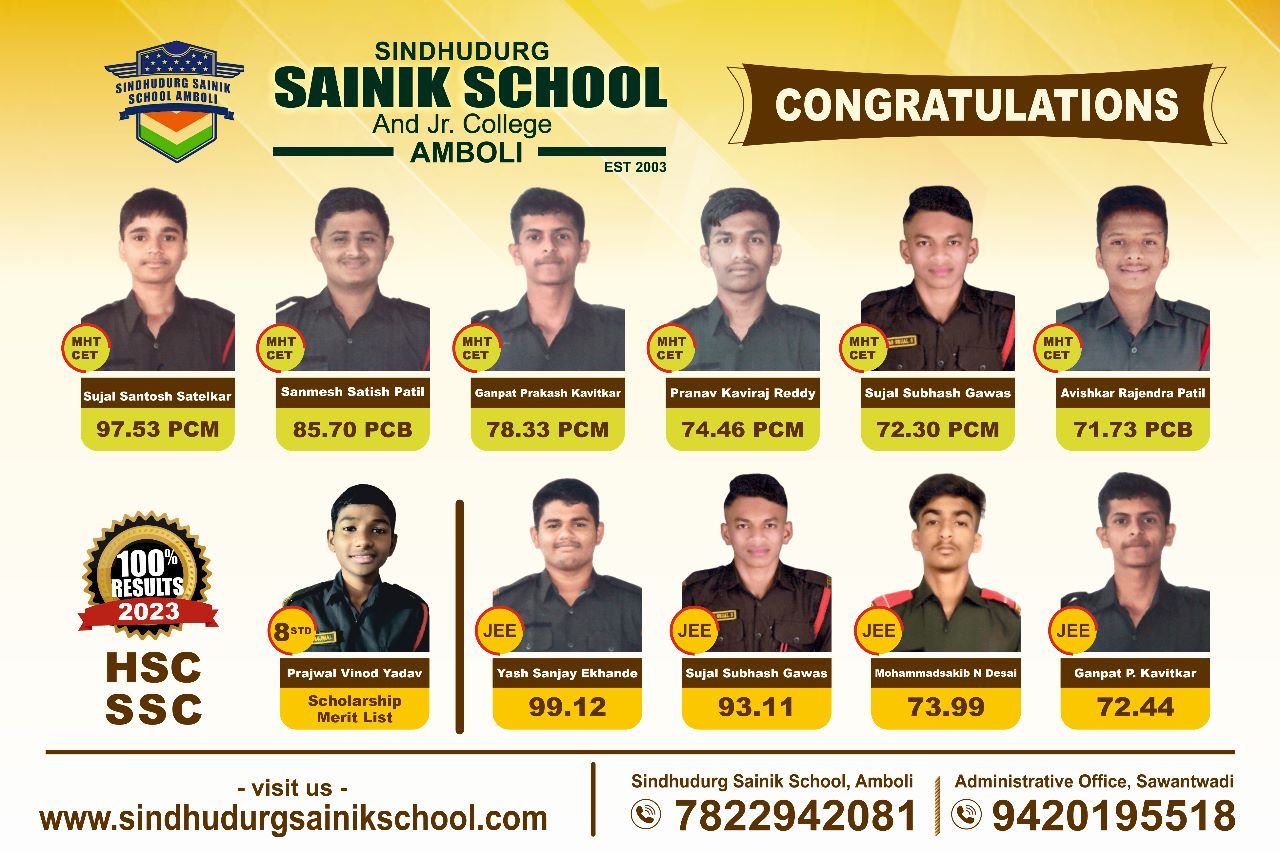 SINDHUDURG SAINIK
SCHOOL AMBOLI
SINDHUDURG
SAINIK SCHOOL
And Jr. College
AMBOLI
EST 2003
CONGRATULATIONS
MHT
CET
Sujal Santosh Satelkar
97.53 PCM
MHT
CET
Sanmesh Satish Patil
85.70 PCB
MHT
CET
Ganpat Prakash Kavitkar
78.33 PCM
MHT
CET
Pranav Kaviraj Reddy
74.46 PCM
MHT
CET
Sujal Subhash Gawas
72.30 PCM
MHT
CET
Avishkar Rajendra Patil
71.73 PCB
100%
RESULTS
2023
HSC
SSC
8STD
Prajwal Vinod Yadav
Scholarship
Merit List
JEE
Yash Sanjay Ekhande
99.12
JEE
Sujal Subhash Gawas
93.11
JEE
Mohammadsakib N Desai
73.99
JEE
Ganpat P. Kavitkar
72.44
- visit us -
www.sindhudurgsainikschool.com
Sindhudurg Sainik School, Amboli
7822942081
Administrative Office, Sawantwadi
9420195518